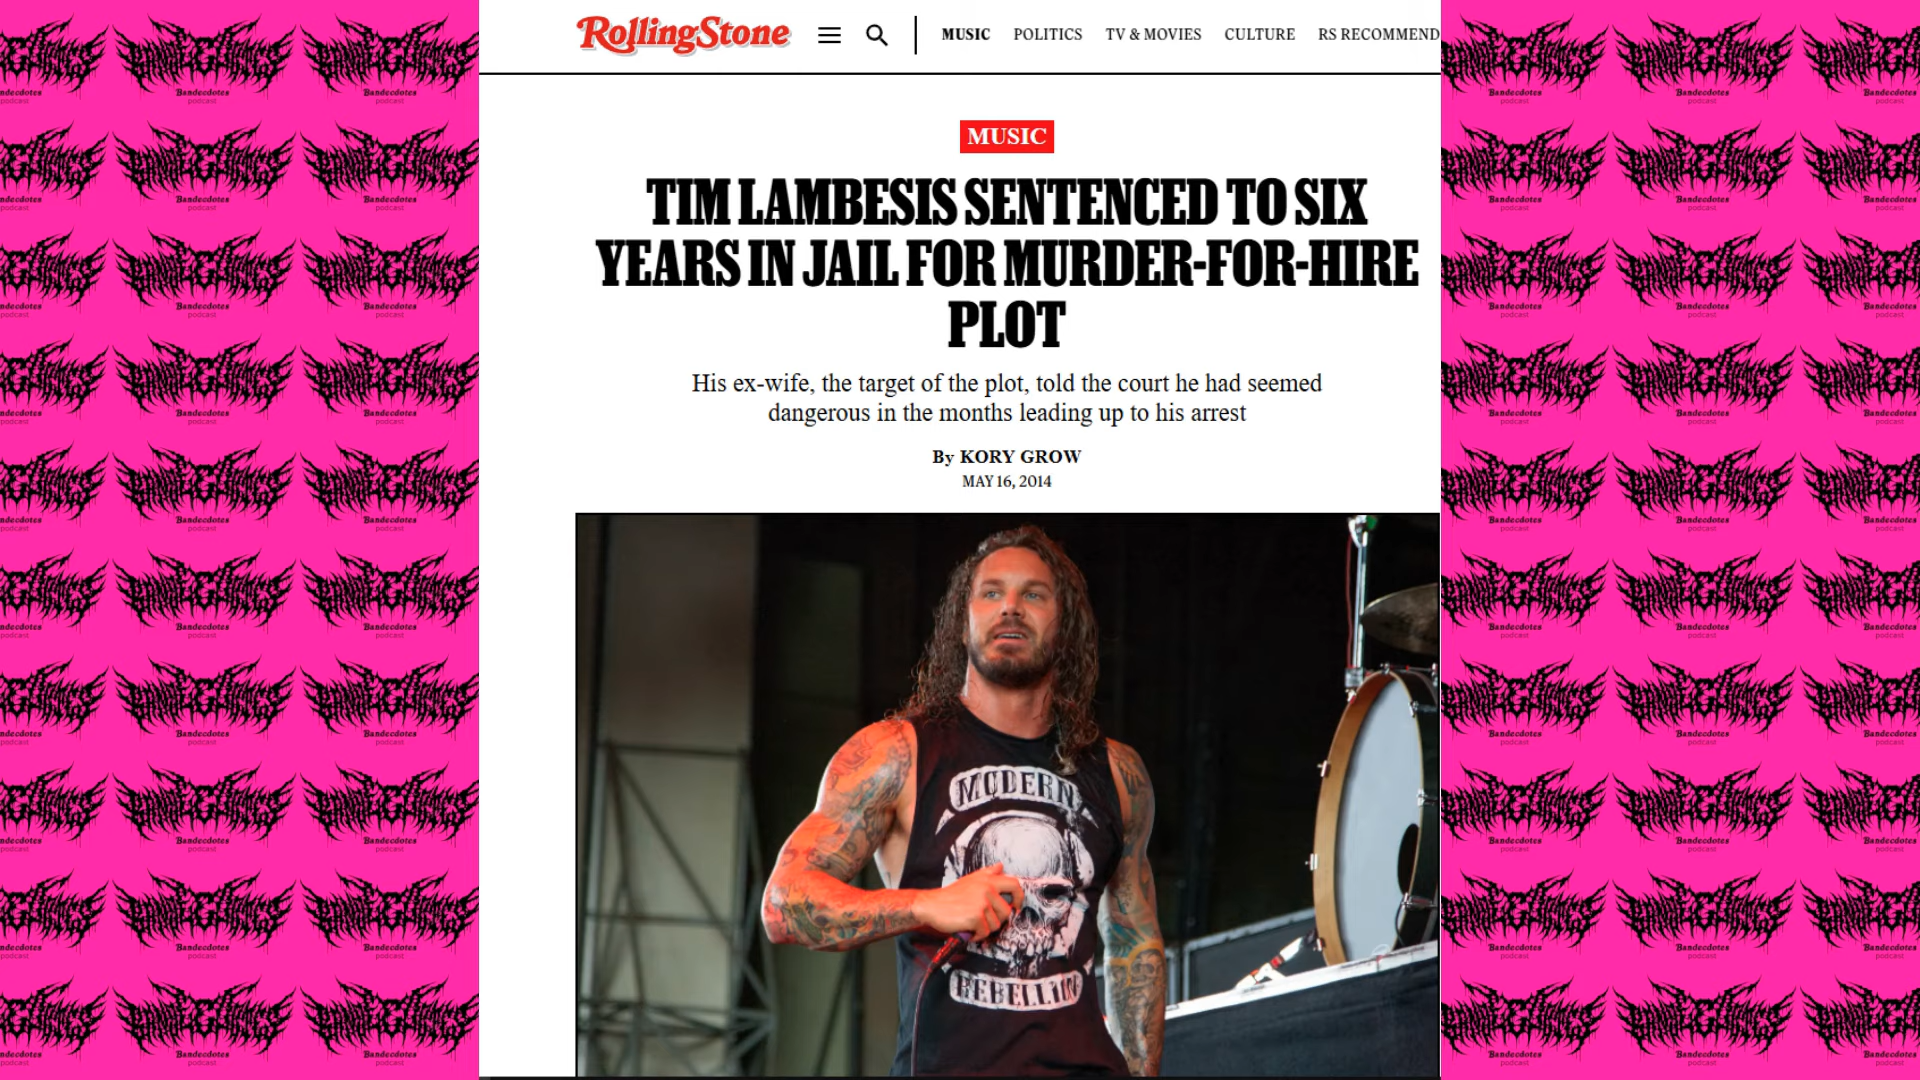 RollingStone
MUSIC POLITICS TV & MOVIES CULTURE RS RECOMMEND
MUSIC
TIM LAMBESIS SENTENCED TO SIX
YEARS IN JAIL FOR MURDER-FOR-HIRE
PLOT
His ex-wife, the target of the plot, told the court he had seemed
dangerous in the months leading up to his arrest
By KORY GROW
MAY 16, 2014
MODERN
REBELLION
Bandecdotes
podcast